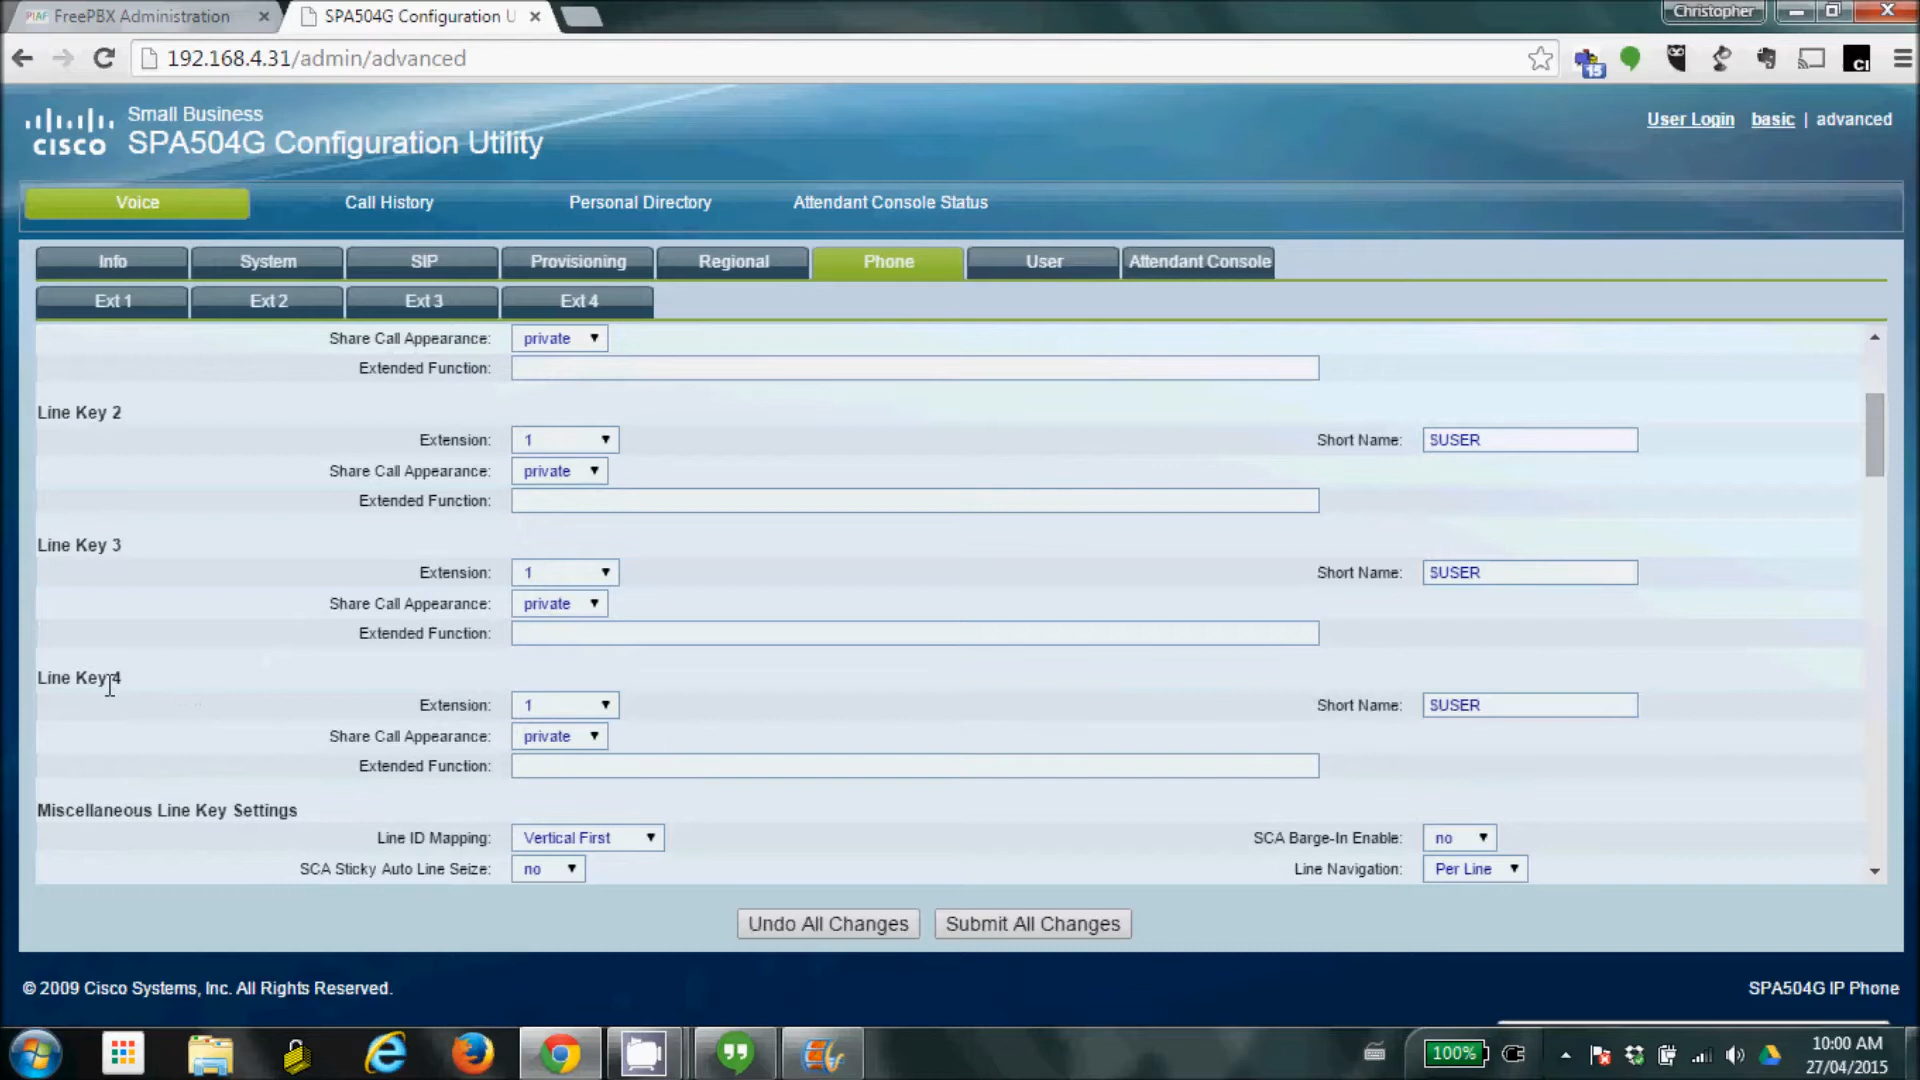 PIAF FreePBX Administration
SPA504G Configuration U
Christopher
192.168.4.31/admin/advanced
15
CI
cisco
Small Business
SPA504G Configuration Utility
User Login basic | advanced
Voice Call History Personal Directory Attendant Console Status
Info System SIP Provisioning Regional Phone User Attendant Console
Ext 1 Ext 2 Ext 3 Ext 4
Share Call Appearance: private
Extended Function:
Line Key 2
Extension: 1 Short Name: $USER
Share Call Appearance: private
Extended Function:
Line Key 3
Extension: 1 Short Name: $USER
Share Call Appearance: private
Extended Function:
Line Key 4
Extension: 1 Short Name: $USER
Share Call Appearance: private
Extended Function:
Miscellaneous Line Key Settings
Line ID Mapping: Vertical First SCA Barge-In Enable: no
SCA Sticky Auto Line Seize: no Line Navigation: Per Line
Undo All Changes Submit All Changes
© 2009 Cisco Systems, Inc. All Rights Reserved. SPA504G IP Phone
100%
10:00 AM
27/04/2015